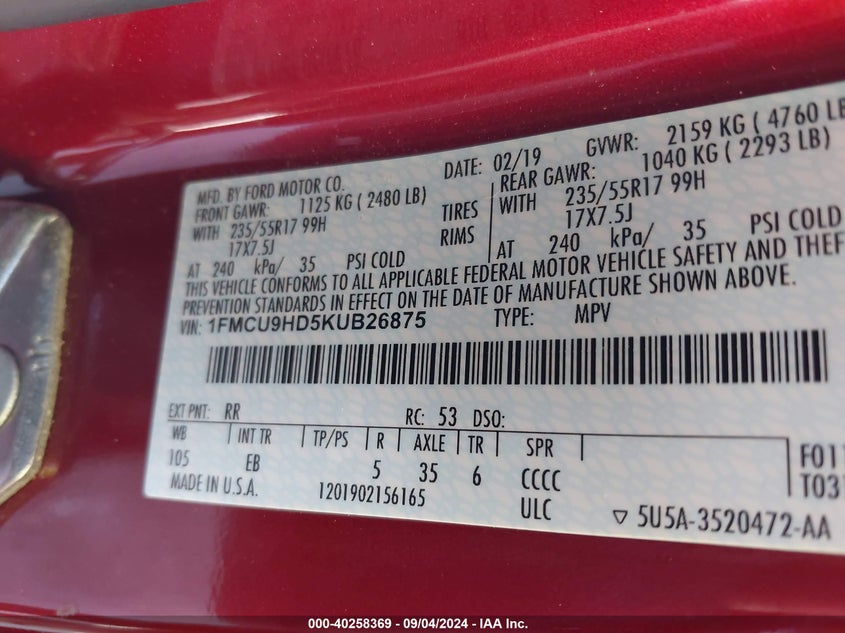 MFD. BY FORD MOTOR CO. DATE: 02/19 GVWR: 2159 KG ( 4760 LB
FRONT GAWR: 1125 KG ( 2480 LB) REAR GAWR: 1040 KG ( 2293 LB)
WITH 235/55R17 99H TIRES WITH 235/55R17 99H
17X7.5J RIMS 17X7.5J
AT 240 kPa/ 35 PSI COLD AT 240 kPa/ 35 PSI COLD
THIS VEHICLE CONFORMS TO ALL APPLICABLE FEDERAL MOTOR VEHICLE SAFETY AND THEF
PREVENTION STANDARDS IN EFFECT ON THE DATE OF MANUFACTURE SHOWN ABOVE.
VIN: 1FMCU9HD5KUB26875 TYPE: MPV
EXT PNT: RR RC: 53 DSO:
WB INT TR TP/PS R AXLE TR SPR
105 EB 5 35 6 CCCC
F011
T031
MADE IN U.S.A. 1201902156165 ULC
5U5A-3520472-AA
000-40258369 - 09/04/2024 - IAA Inc.